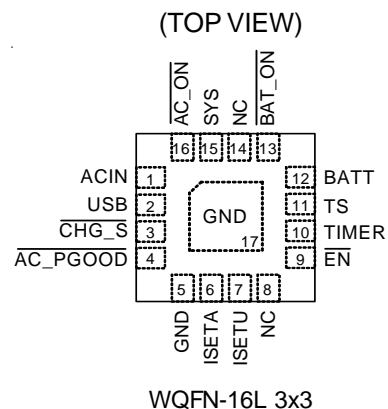 (TOP VIEW)
AC_ON
SYS
NC
BAT_ON
16
15
14
13
ACIN
1
USB
2
CHG_S
3
AC_PGOOD
4
GND
17
12
BATT
11
TS
10
TIMER
9
EN
5
6
7
8
GND
ISETA
ISETU
NC
WQFN-16L 3x3